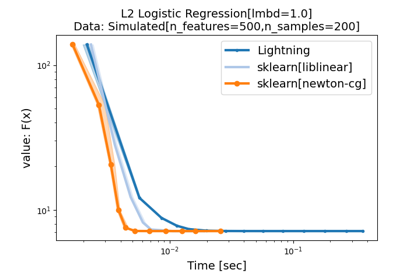 L2 Logistic Regression[lmbd=1.0]
Data: Simulated[n_features=500,n_samples=200]
Lightning
sklearn[liblinear]
sklearn[newton-cg]
value: F(x)
10²
10¹
10⁻² 10⁻¹
Time [sec]